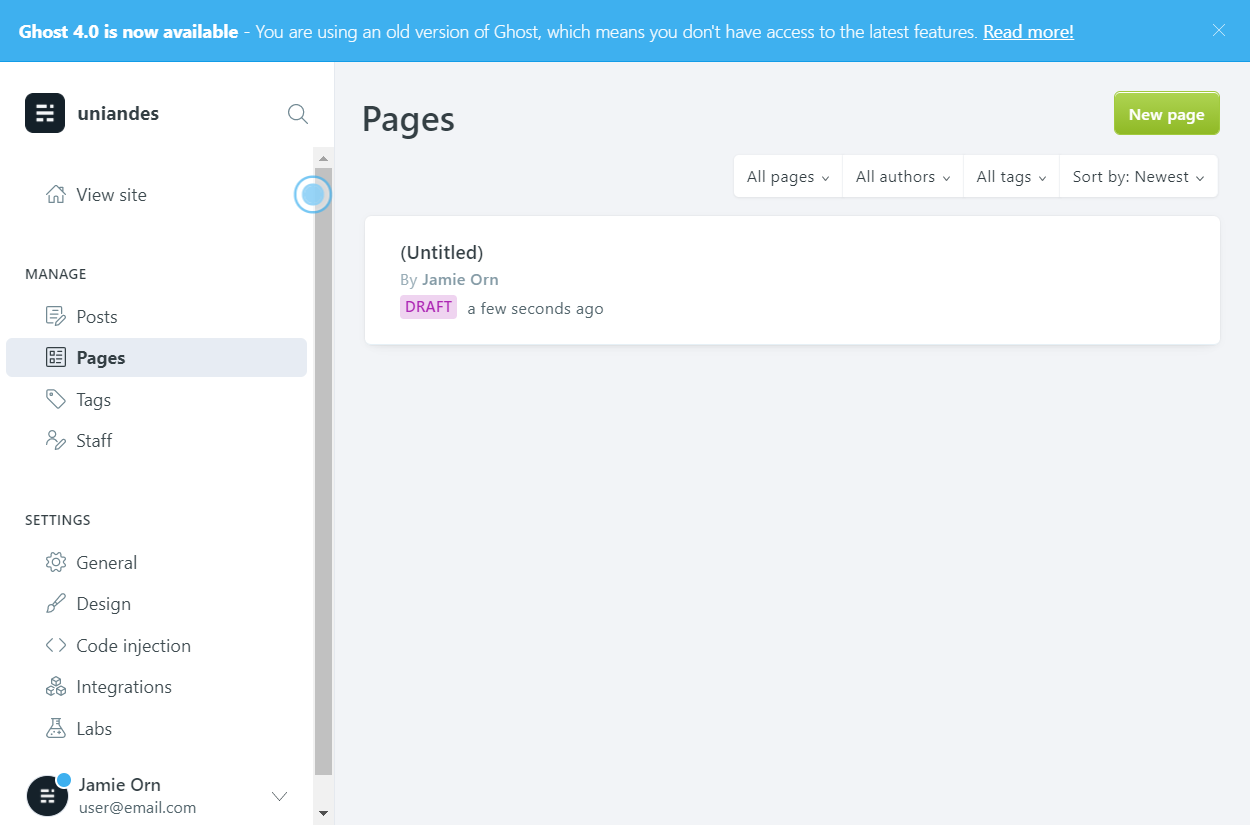 Ghost 4.0 is now available - You are using an old version of Ghost, which means you don't have access to the latest features. Read more!
uniandes
View site
MANAGE
Posts
Pages
Tags
Staff
SETTINGS
General
Design
Code injection
Integrations
Labs
Jamie Orn
user@email.com
Pages
New page
All pages
All authors
All tags
Sort by: Newest
(Untitled)
By Jamie Orn
DRAFT a few seconds ago